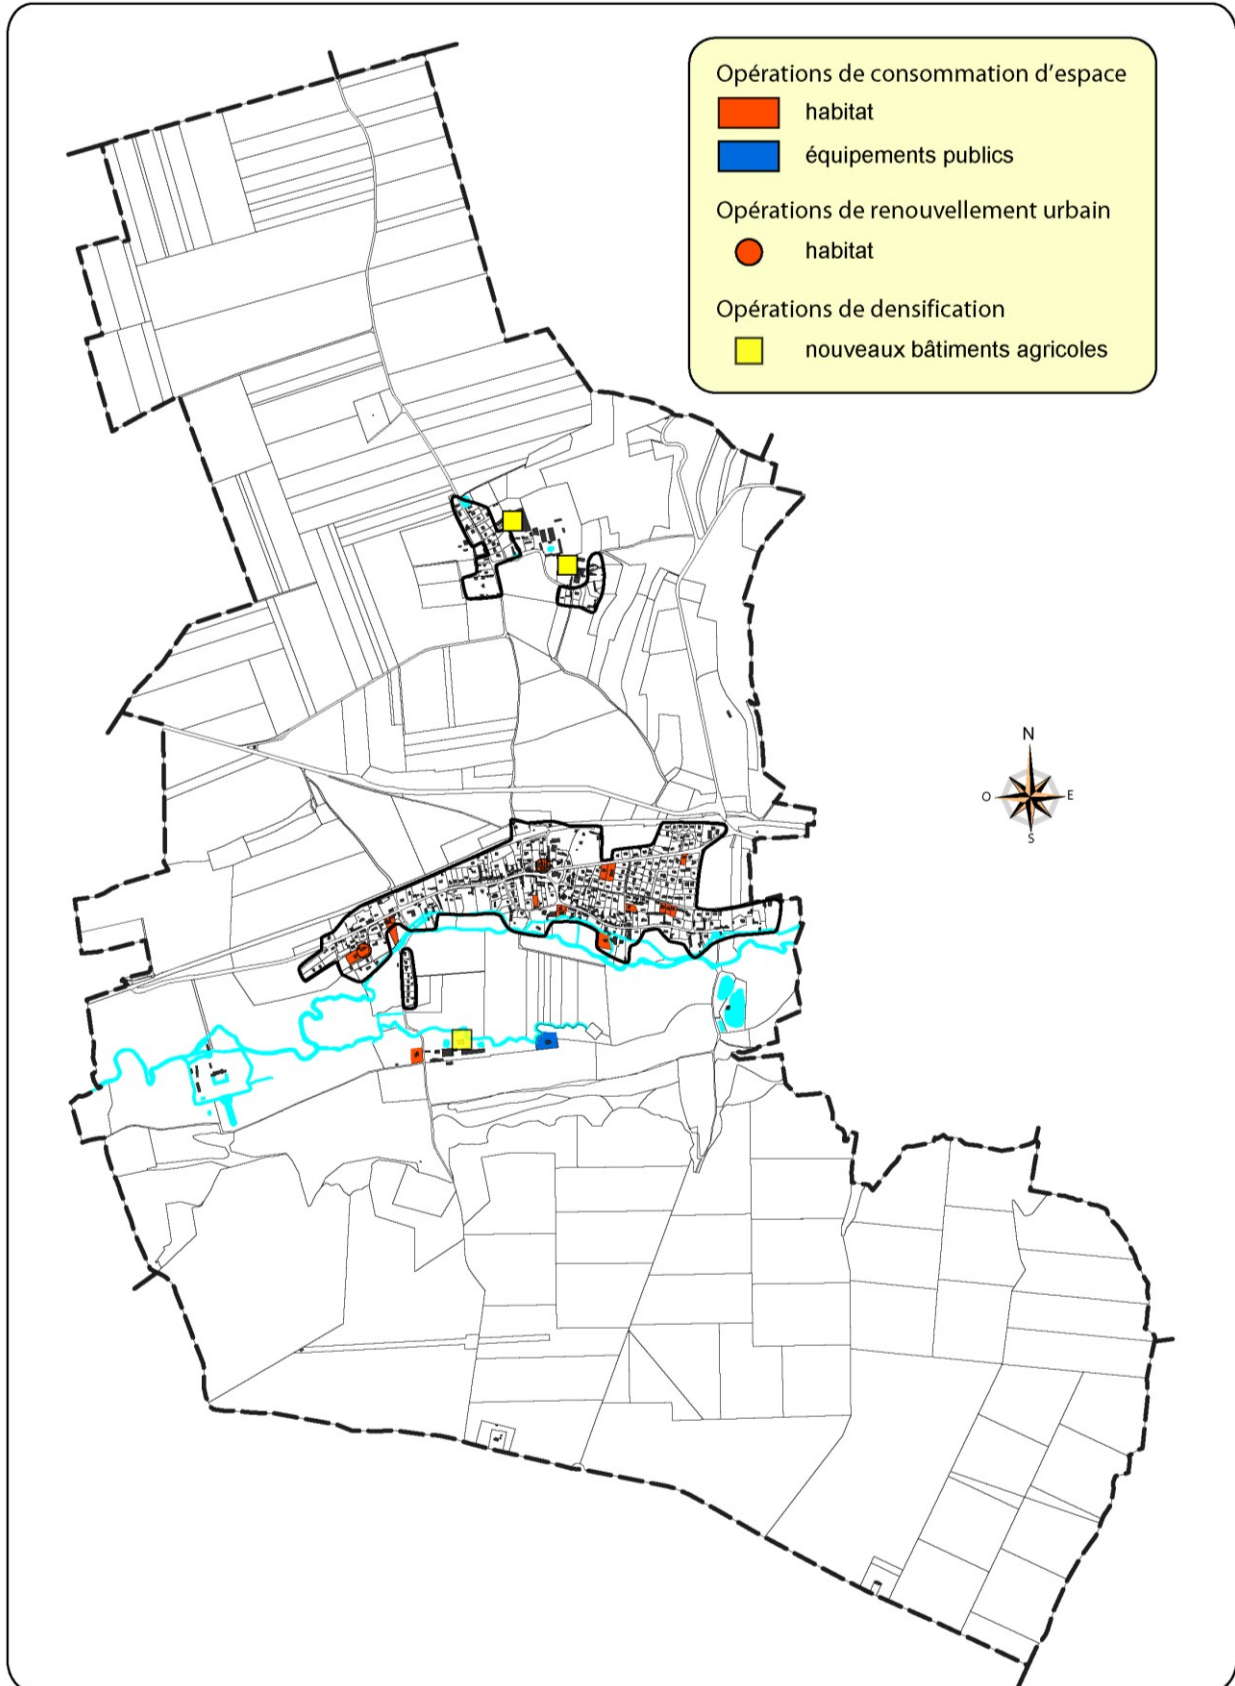 Opérations de consommation d'espace
habitat
équipements publics
Opérations de renouvellement urbain
habitat
Opérations de densification
nouveaux bâtiments agricoles
N
O
E
S